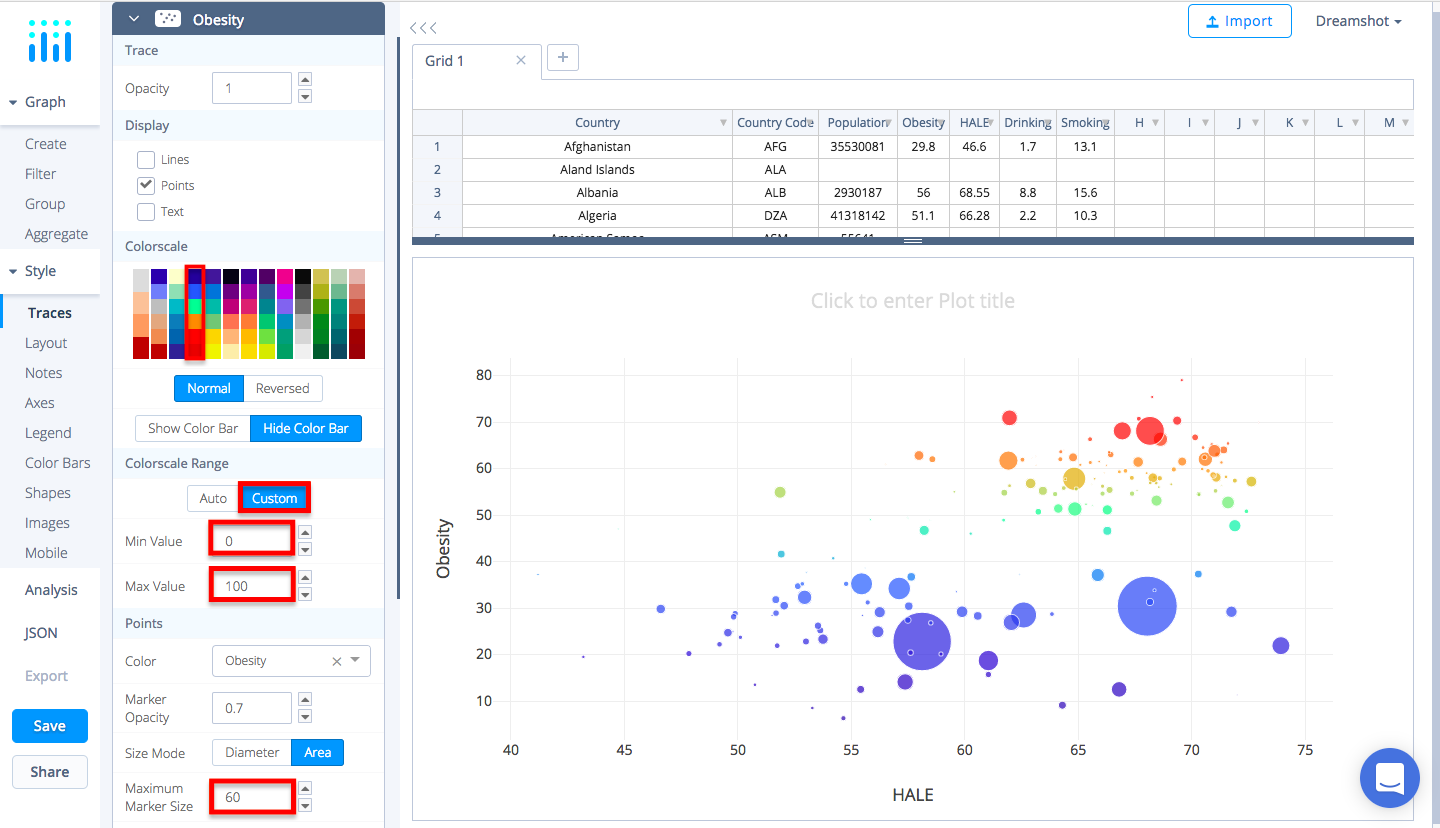 Graph
Create
Filter
Group
Aggregate
Style
Traces
Layout
Notes
Axes
Legend
Color Bars
Shapes
Images
Mobile
Analysis
JSON
Export
Save
Share
Obesity
Trace
Opacity 1
Display
Lines
Points
Text
Colorscale
Normal Reversed
Show Color Bar Hide Color Bar
Colorscale Range
Auto Custom
Min Value 0
Max Value 100
Points
Color Obesity
Marker
Opacity 0.7
Size Mode Diameter Area
Maximum
Marker Size 60
Import Dreamshot
Grid 1
Country Country Code Population Obesity HALE Drinking Smoking H I J K L M
1 Afghanistan AFG 35530081 29.8 46.6 1.7 13.1
2 Aland Islands ALA
3 Albania ALB 2930187 56 68.55 8.8 15.6
4 Algeria DZA 41318142 51.1 66.28 2.2 10.3
5 American Samoa ASM 55641
Click to enter Plot title
80
70
60
50
40
30
20
10
Obesity
40 45 50 55 60 65 70 75
HALE